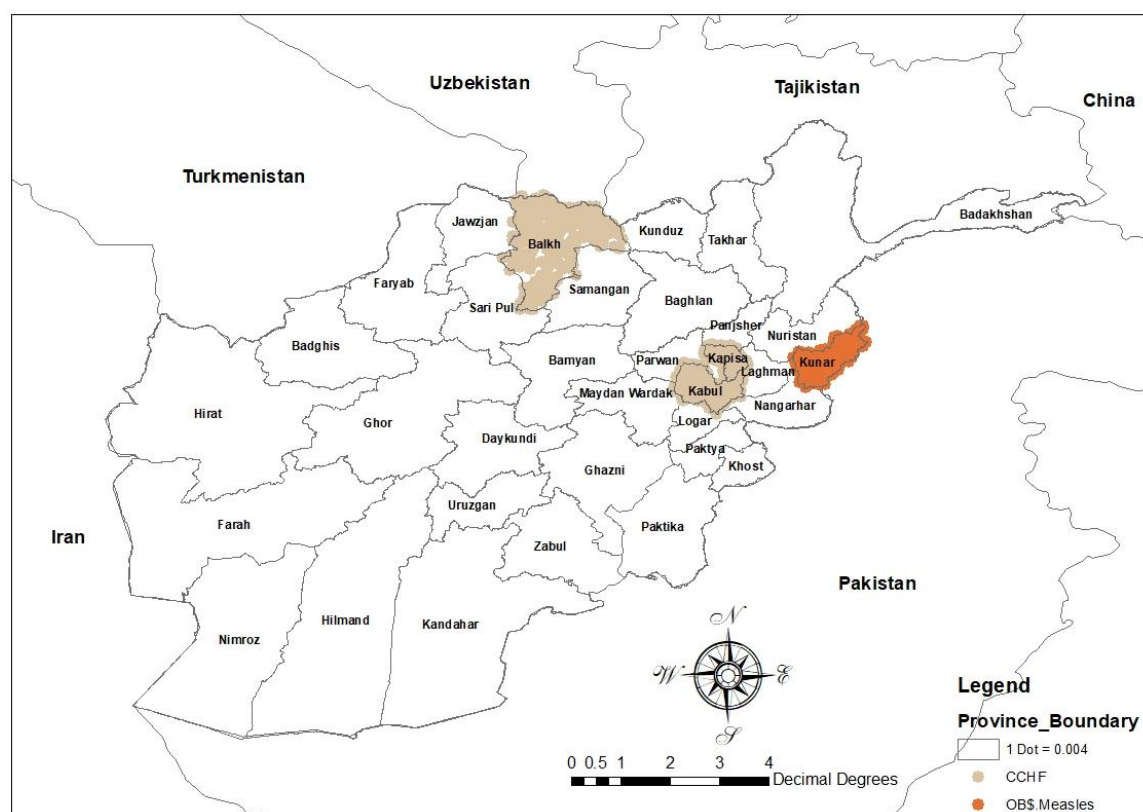 Uzbekistan
Tajikistan
China
Turkmenistan
Badakhshan
Jawzjan
Balkh
Kunduz
Takhar
Faryab
Samangan
Sari Pul
Baghlan
Panjsher
Nuristan
Badghis
Bamyan
Parwan
Kapisa
Kunar
Laghman
Maydan Wardak
Kabul
Nangarhar
Hirat
Ghor
Logar
Daykundi
Paktya
Ghazni
Khost
Uruzgan
Farah
Paktika
Iran
Zabul
Pakistan
Hilmand
Kandahar
Nimroz
N
W
E
S
Legend
Province_Boundary
1 Dot = 0.004
0 0.5 1 2 3 4
Decimal Degrees
CCHF
OB$.Measles